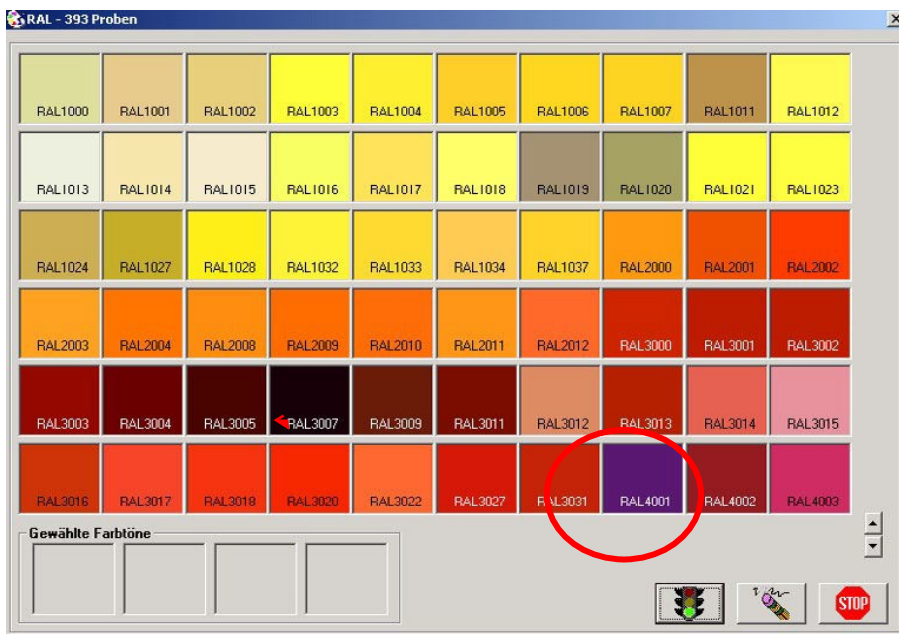 RAL - 393 Proben
RAL1000 RAL1001 RAL1002 RAL1003 RAL1004 RAL1005 RAL1006 RAL1007 RAL1011 RAL1012
RAL1013 RAL1014 RAL1015 RAL1016 RAL1017 RAL1018 RAL1019 RAL1020 RAL1021 RAL1023
RAL1024 RAL1027 RAL1028 RAL1032 RAL1033 RAL1034 RAL1037 RAL2000 RAL2001 RAL2002
RAL2003 RAL2004 RAL2008 RAL2009 RAL2010 RAL2011 RAL2012 RAL3000 RAL3001 RAL3002
RAL3003 RAL3004 RAL3005 RAL3007 RAL3009 RAL3011 RAL3012 RAL3013 RAL3014 RAL3015
RAL3016 RAL3017 RAL3018 RAL3020 RAL3022 RAL3027 RAL3031 RAL4001 RAL4002 RAL4003
Gewählte Farbtöne
STOP